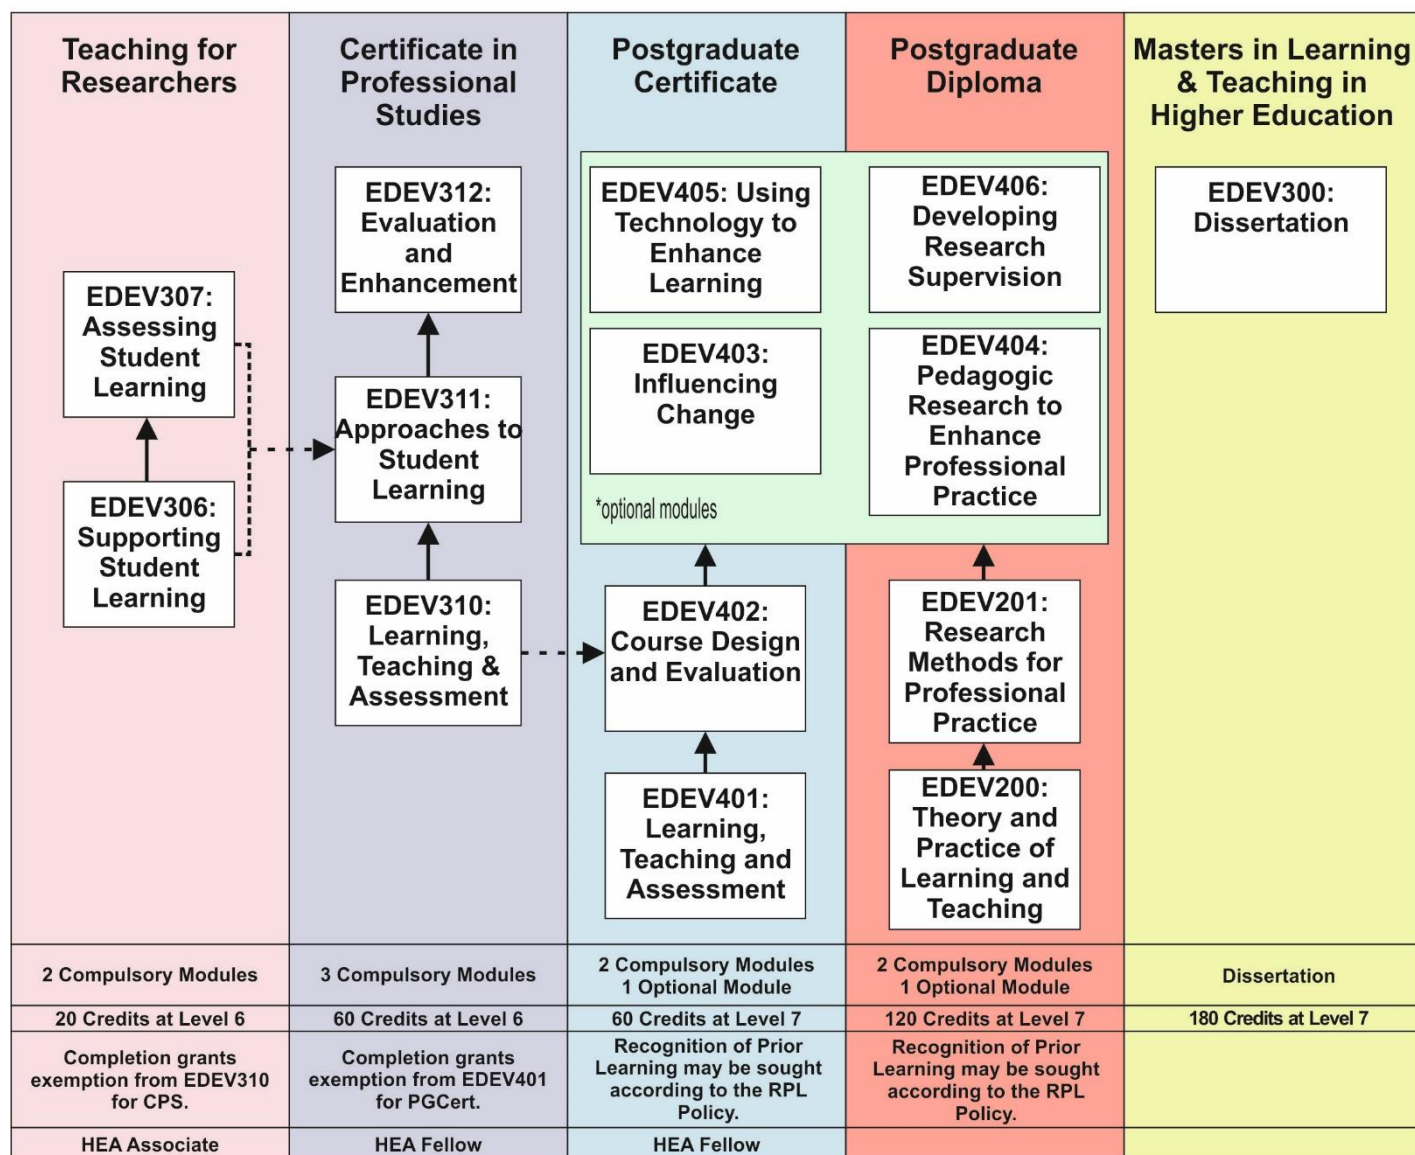 Teaching for
Researchers
Certificate in
Professional
Studies
Postgraduate
Certificate
Postgraduate
Diploma
Masters in Learning
& Teaching in
Higher Education
EDEV307:
Assessing
Student
Learning
EDEV306:
Supporting
Student
Learning
EDEV312:
Evaluation
and
Enhancement
EDEV311:
Approaches to
Student
Learning
EDEV310:
Learning,
Teaching &
Assessment
EDEV405: Using
Technology to
Enhance
Learning
EDEV403:
Influencing
Change
*optional modules
EDEV406:
Developing
Research
Supervision
EDEV404:
Pedagogic
Research to
Enhance
Professional
Practice
EDEV402:
Course Design
and Evaluation
EDEV401:
Learning,
Teaching and
Assessment
EDEV201:
Research
Methods for
Professional
Practice
EDEV200:
Theory and
Practice of
Learning and
Teaching
EDEV300:
Dissertation
2 Compulsory Modules
3 Compulsory Modules
2 Compulsory Modules
1 Optional Module
2 Compulsory Modules
1 Optional Module
Dissertation
20 Credits at Level 6
60 Credits at Level 6
60 Credits at Level 7
120 Credits at Level 7
180 Credits at Level 7
Completion grants
exemption from EDEV310
for CPS.
Completion grants
exemption from EDEV401
for PGCert.
Recognition of Prior
Learning may be sought
according to the RPL
Policy.
Recognition of Prior
Learning may be sought
according to the RPL
Policy.
HEA Associate
HEA Fellow
HEA Fellow